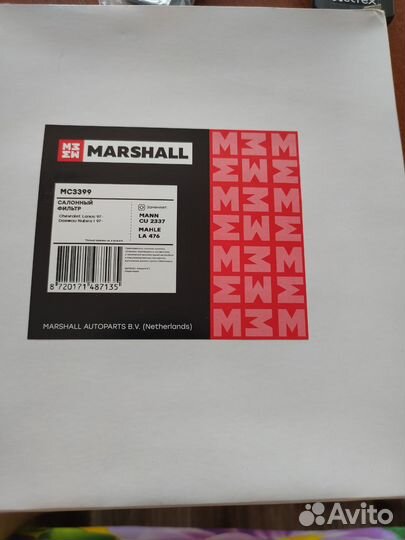 MARSHALL
MC3399
САЛОННЫЙ
ФИЛЬТР
Chevrolet Lanos 97-
Daewoo Nubira I 97-
заменяет
MANN
CU 2337
MAHLE
LA 476
8 720171 487135
MARSHALL AUTOPARTS B.V. (Netherlands)
Avito